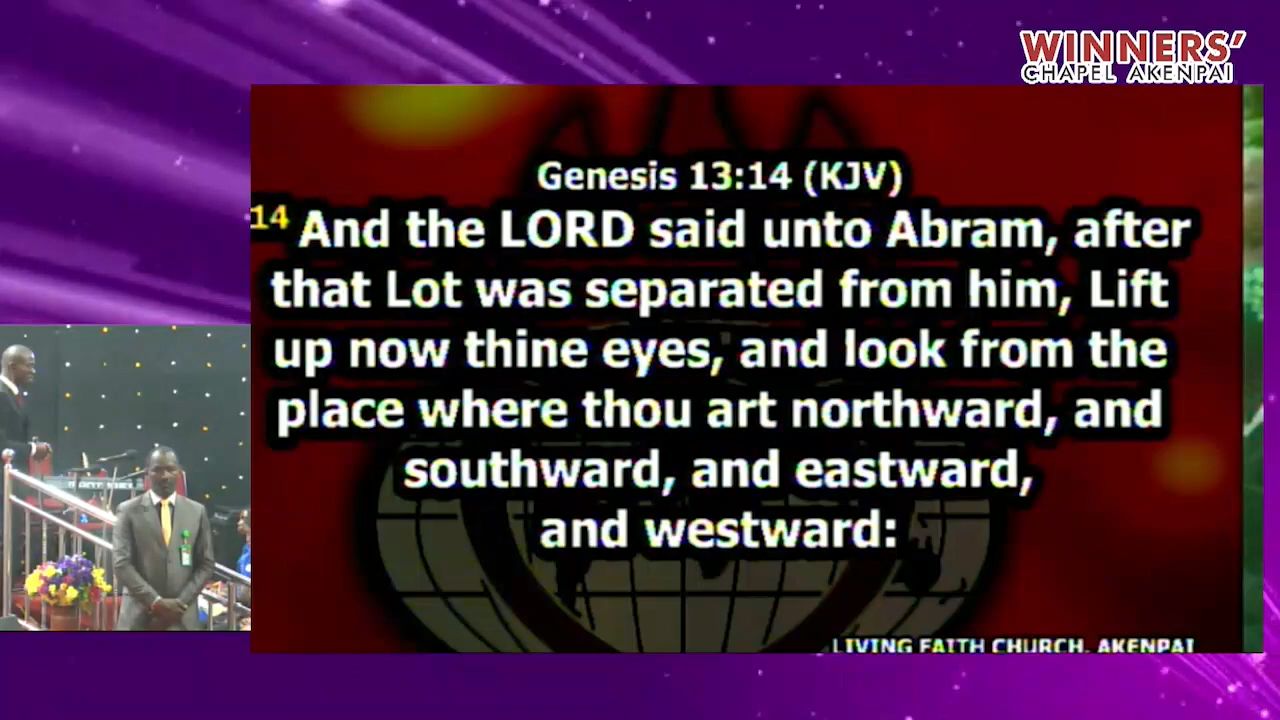 WINNERS'
CHAPEL AKENPAI
Genesis 13:14 (KJV)
14 And the LORD said unto Abram, after
that Lot was separated from him, Lift
up now thine eyes, and look from the
place where thou art northward, and
southward, and eastward,
and westward:
LIVING FAITH CHURCH, AKENPAI